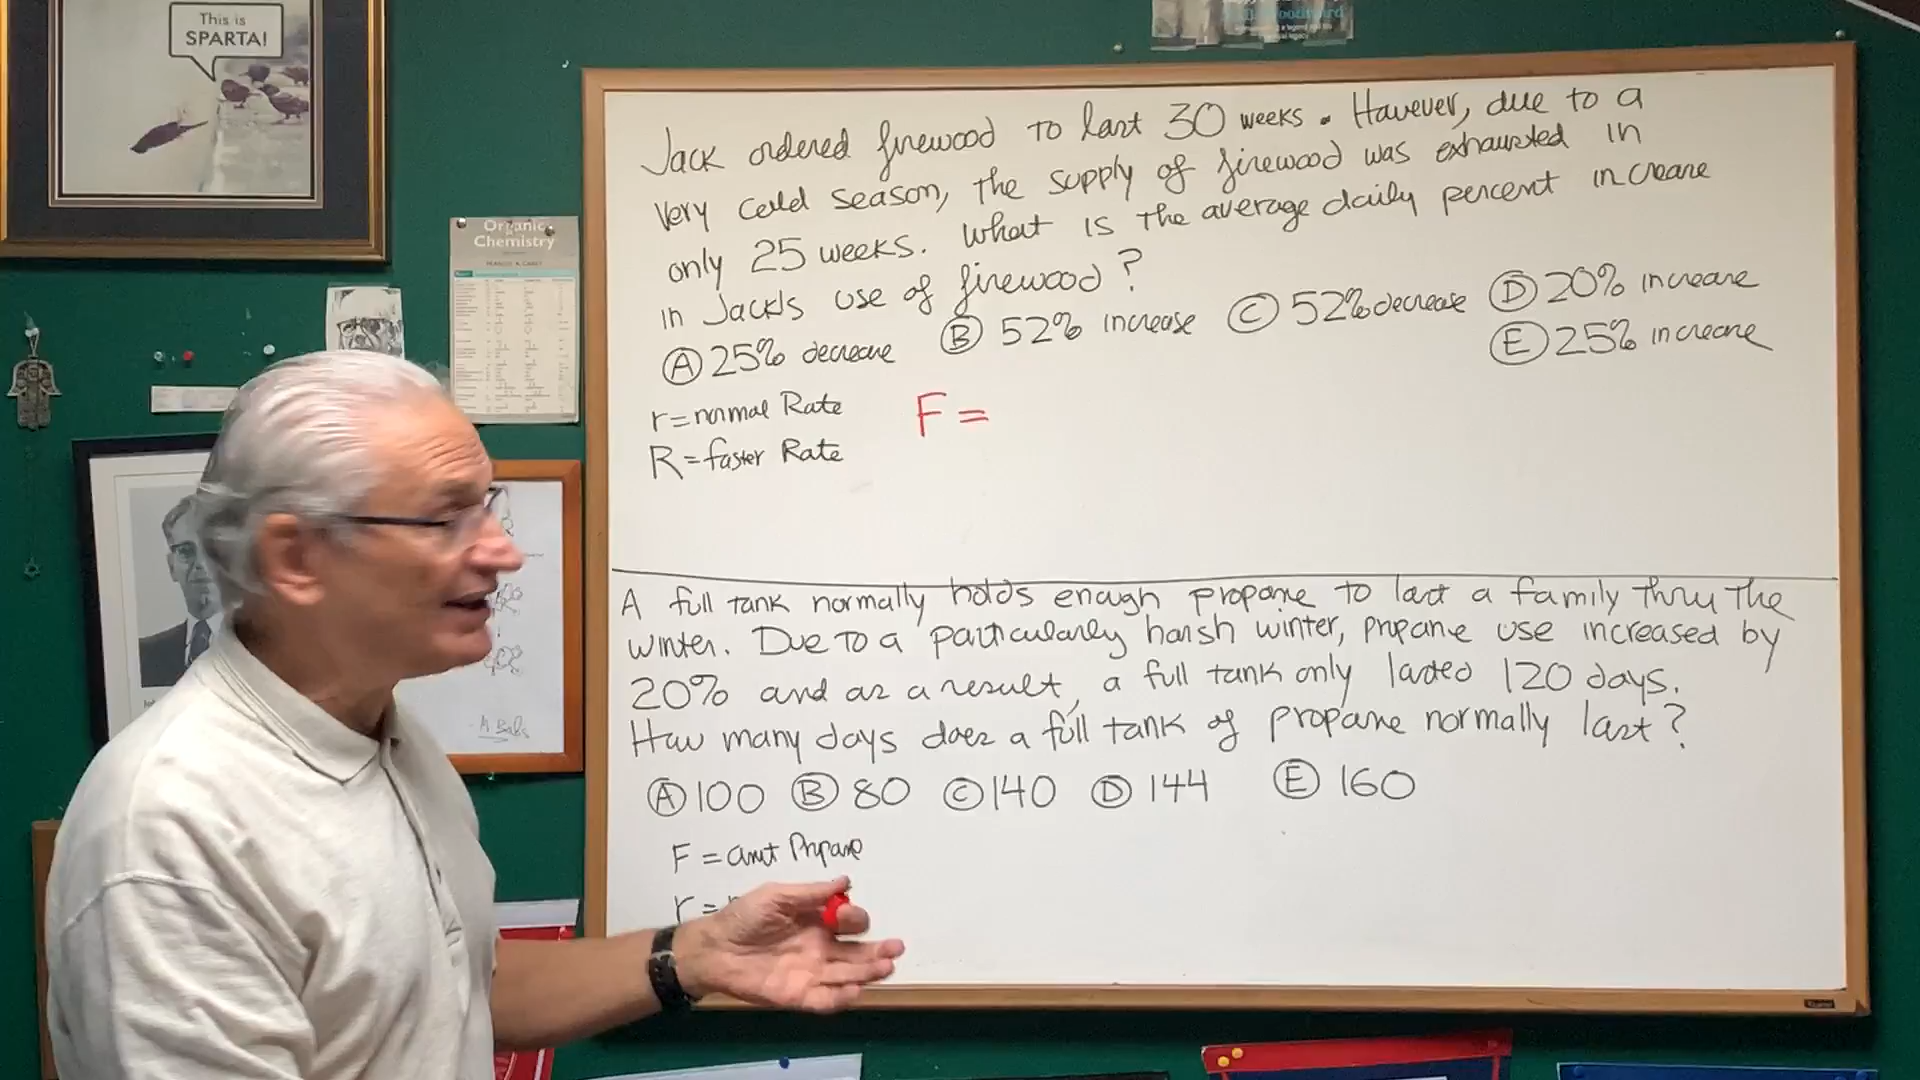 This is
SPARTA!
Organic
Chemistry
Jack ordered firewood to last 30 weeks. However, due to a
very cold season, the supply of firewood was exhausted in
only 25 weeks. What is the average daily percent increase
in Jack's use of firewood?
(A) 25% decrease (B) 52% increase (C) 52% decrease (D) 20% increase
(E) 25% increase
r = normal Rate
R = faster Rate
F =
A full tank normally holds enough propane to last a family thru the
winter. Due to a particularly harsh winter, propane use increased by
20% and as a result, a full tank only lasted 120 days.
How many days does a full tank of propane normally last?
(A) 100 (B) 80 (C) 140 (D) 144 (E) 160
F = amt Propane
r =